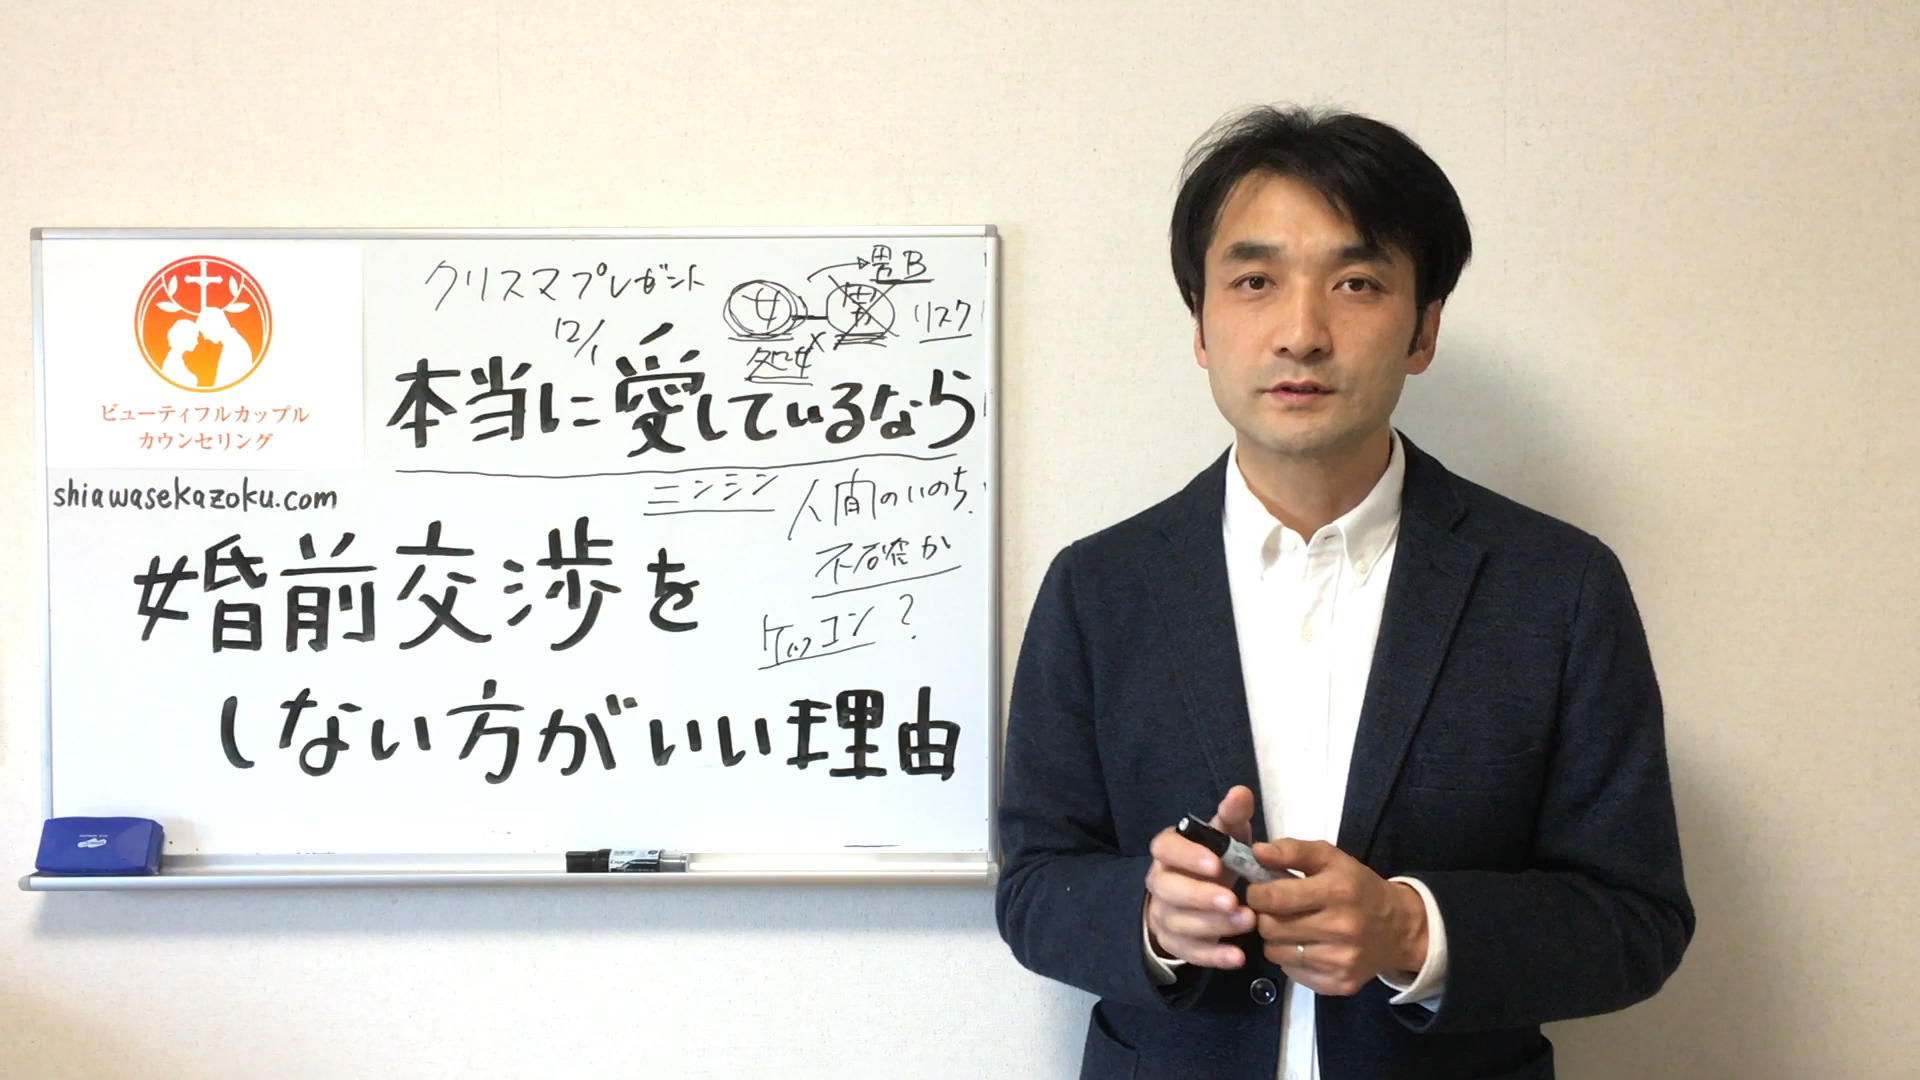 ビューティフルカップル
カウンセリング
shiawasekazoku.com
クリスマプレゼント
12/1
女 男
男B
リスク
処女
本当に愛しているなら
ニンシン
人間のいのち
不確か
ケッコン?
婚前交渉を
しない方がいい理由